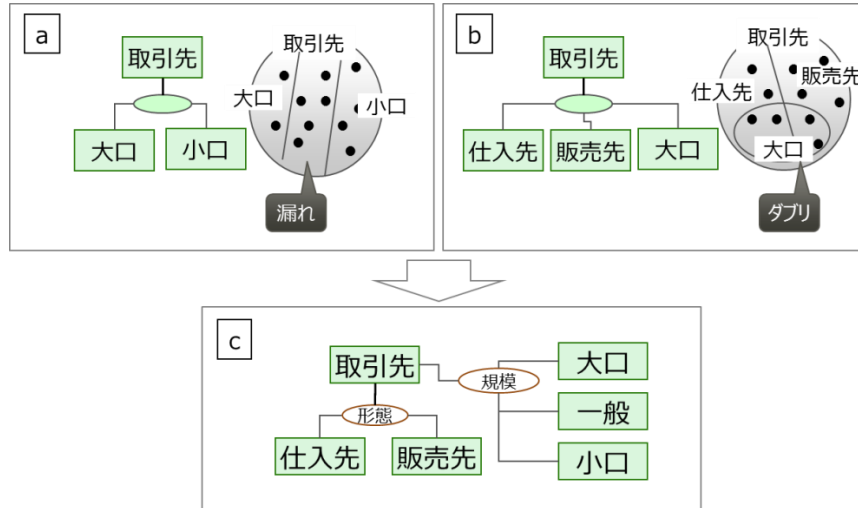 a
取引先
大口
小口
取引先
大口
小口
漏れ
b
取引先
仕入先
販売先
大口
取引先
仕入先
販売先
大口
ダブリ
c
取引先
規模
形態
仕入先
販売先
大口
一般
小口